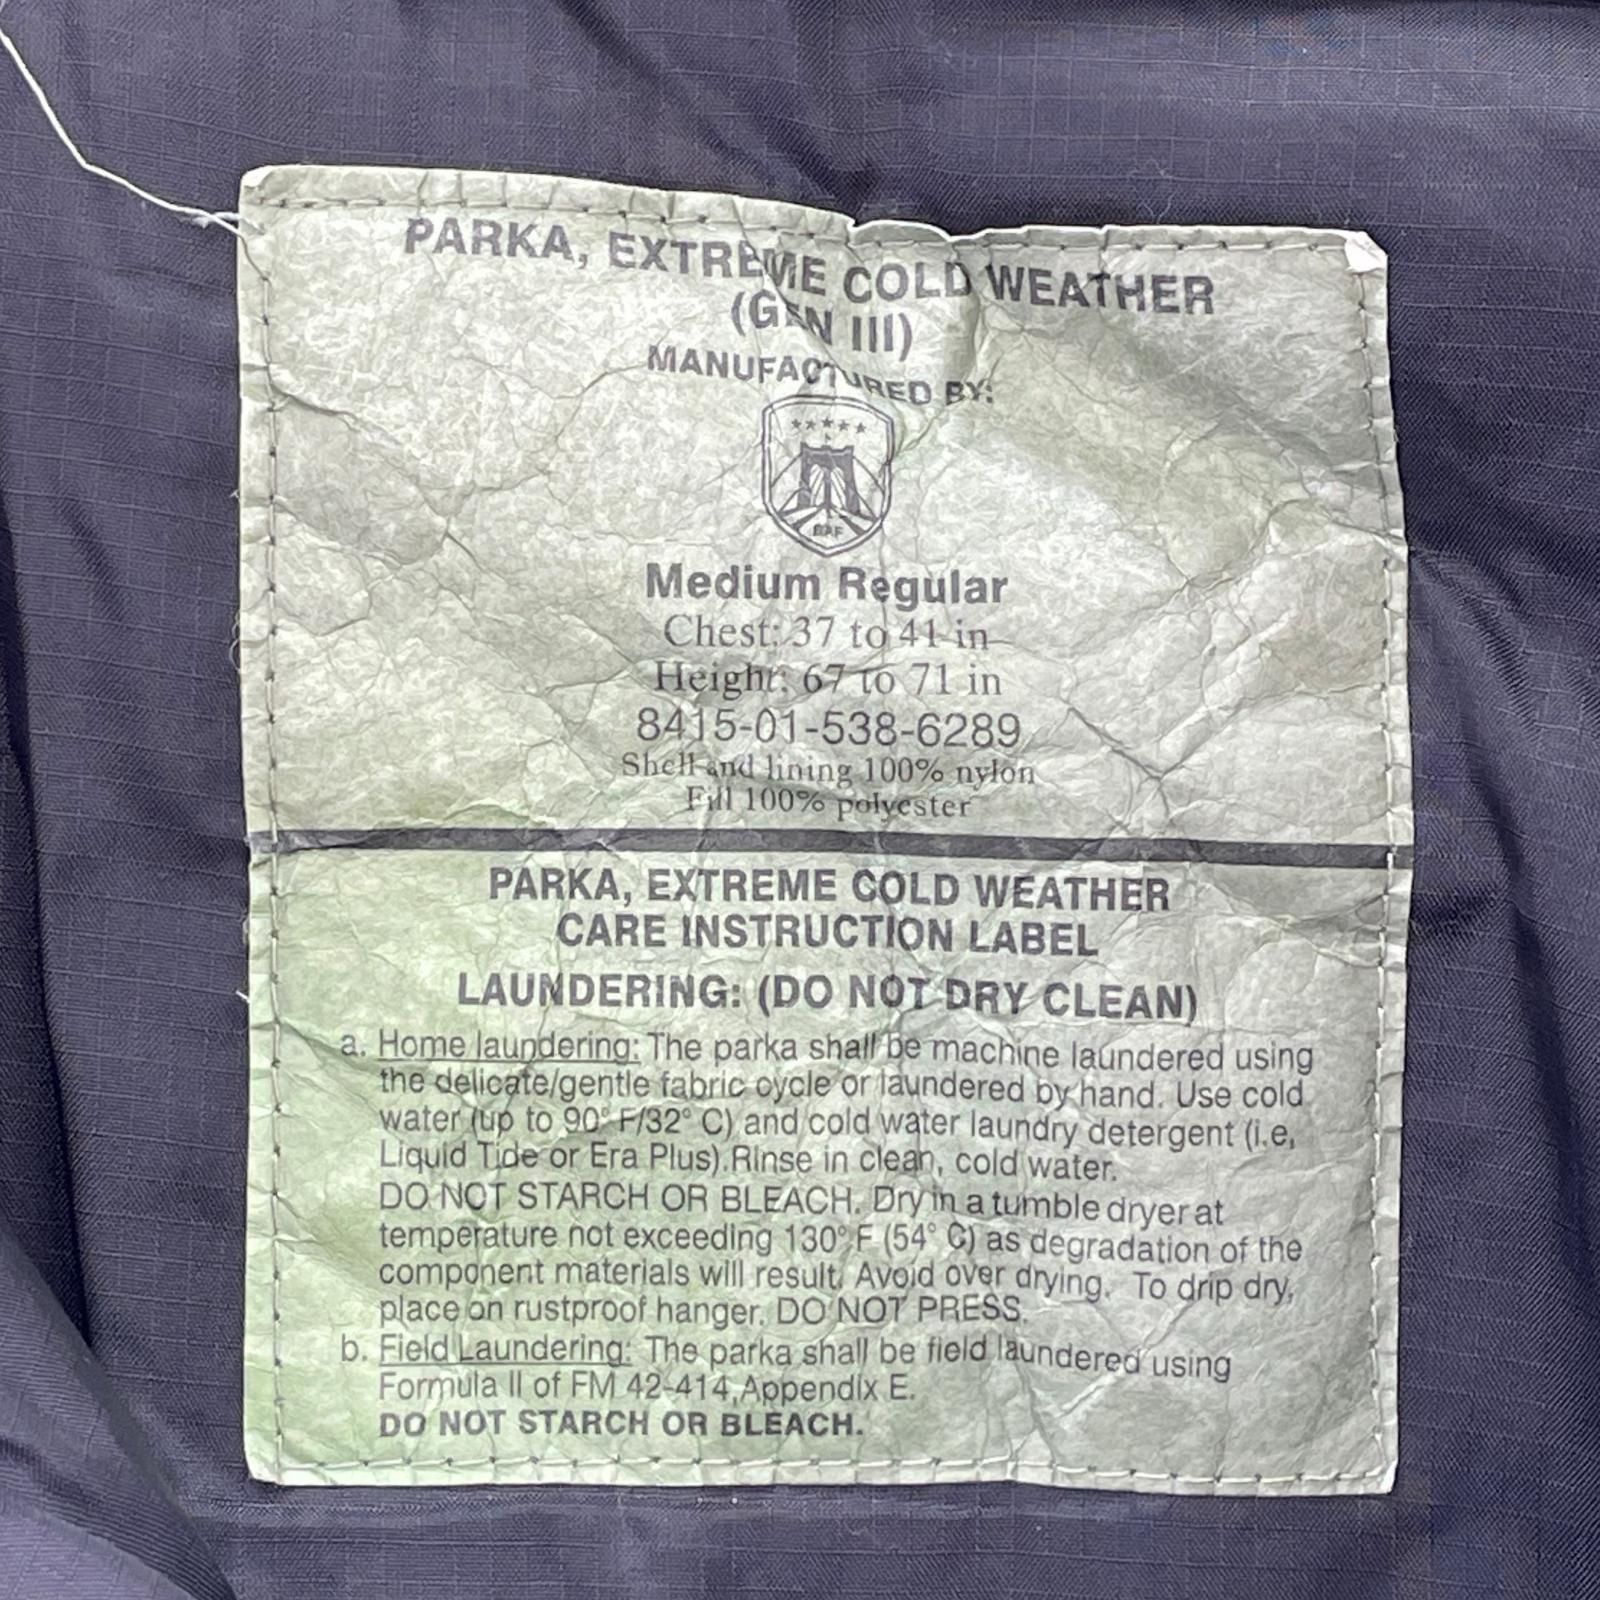 PARKA, EXTREME COLD WEATHER
(GEN III)
MANUFACTURED BY:
Medium Regular
Chest: 37 to 41 in
Height: 67 to 71 in
8415-01-538-6289
Shell and lining 100% nylon
Fill 100% polyester
PARKA, EXTREME COLD WEATHER
CARE INSTRUCTION LABEL
LAUNDERING: (DO NOT DRY CLEAN)
a. Home laundering: The parka shall be machine laundered using
the delicate/gentle fabric cycle or laundered by hand. Use cold
water (up to 90° F/32° C) and cold water laundry detergent (i.e,
Liquid Tide or Era Plus).Rinse in clean, cold water.
DO NOT STARCH OR BLEACH. Dry in a tumble dryer at
temperature not exceeding 130° F (54° C) as degradation of the
component materials will result. Avoid over drying. To drip dry,
place on rustproof hanger. DO NOT PRESS.
b. Field Laundering: The parka shall be field laundered using
Formula II of FM 42-414,Appendix E.
DO NOT STARCH OR BLEACH.